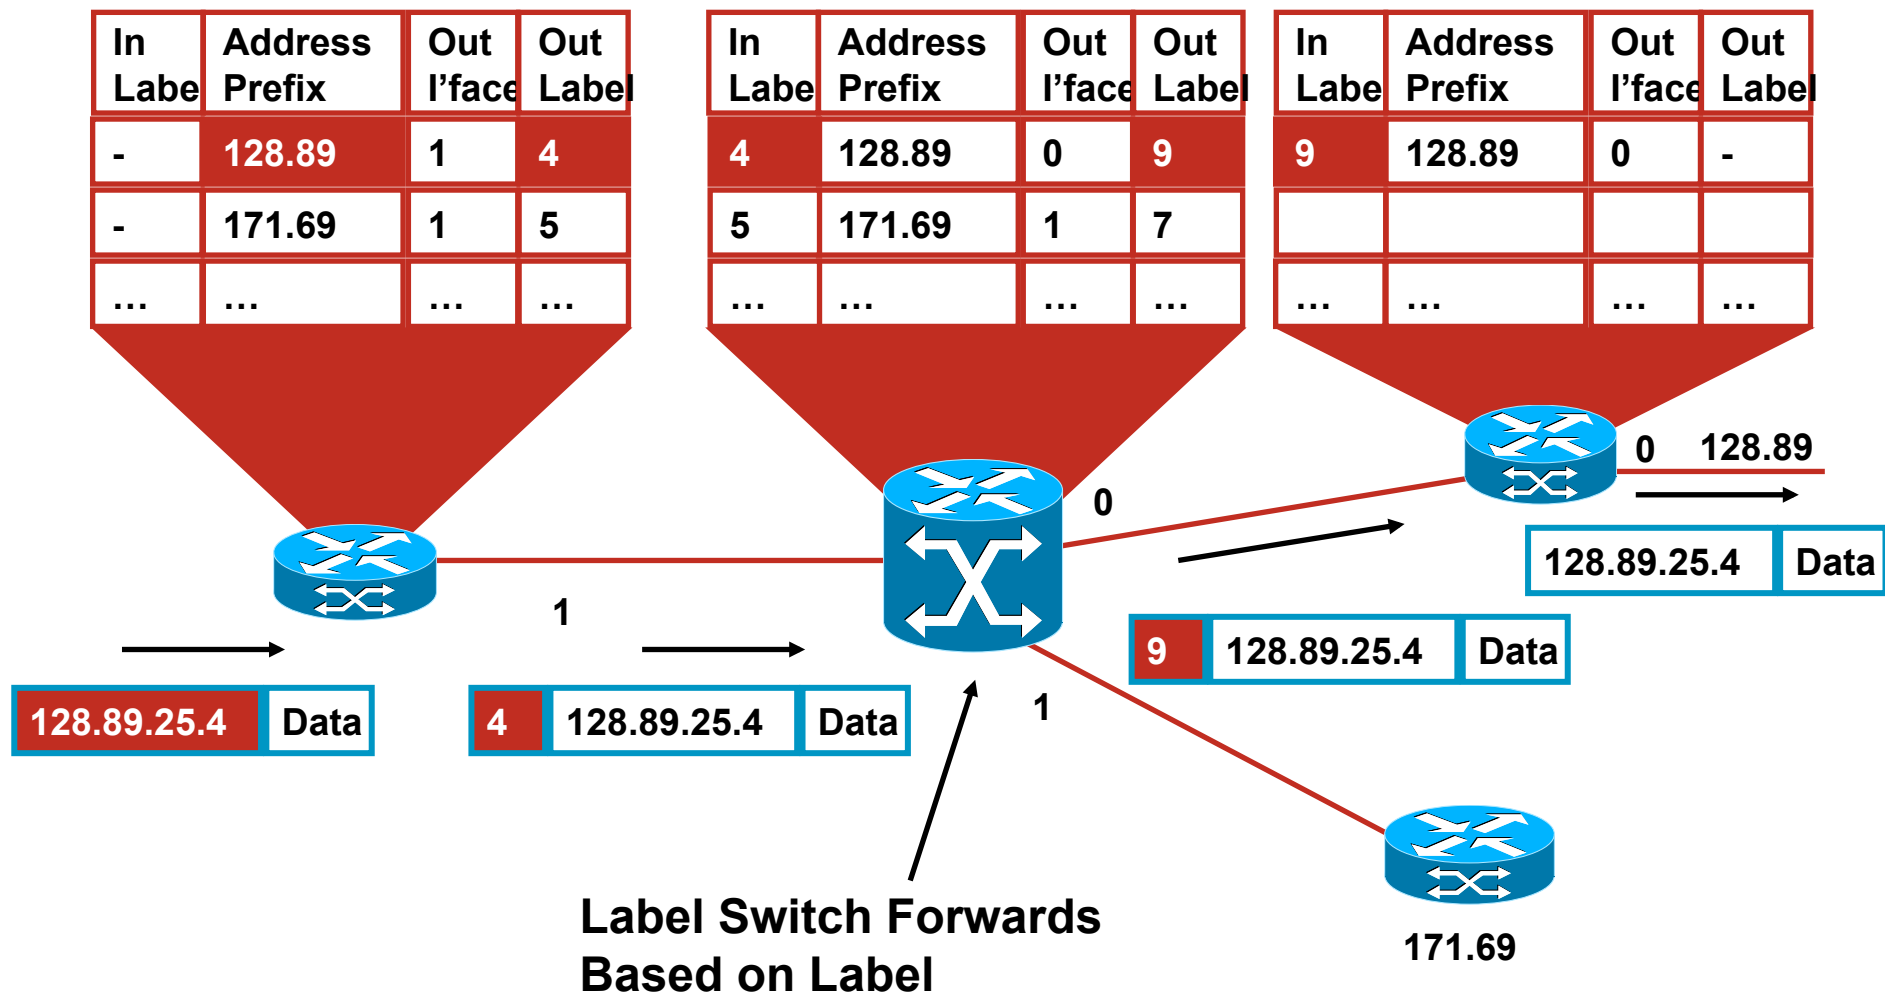 In Labe Address Prefix Out I’face Out Label
- 128.89 1 4
- 171.69 1 5
… … … …
In Labe Address Prefix Out I’face Out Label
4 128.89 0 9
5 171.69 1 7
… … … …
In Labe Address Prefix Out I’face Out Label
9 128.89 0 -
… … … …
0 128.89
0
128.89.25.4 Data
1
9 128.89.25.4 Data
128.89.25.4 Data
4 128.89.25.4 Data
1
Label Switch Forwards
Based on Label
171.69